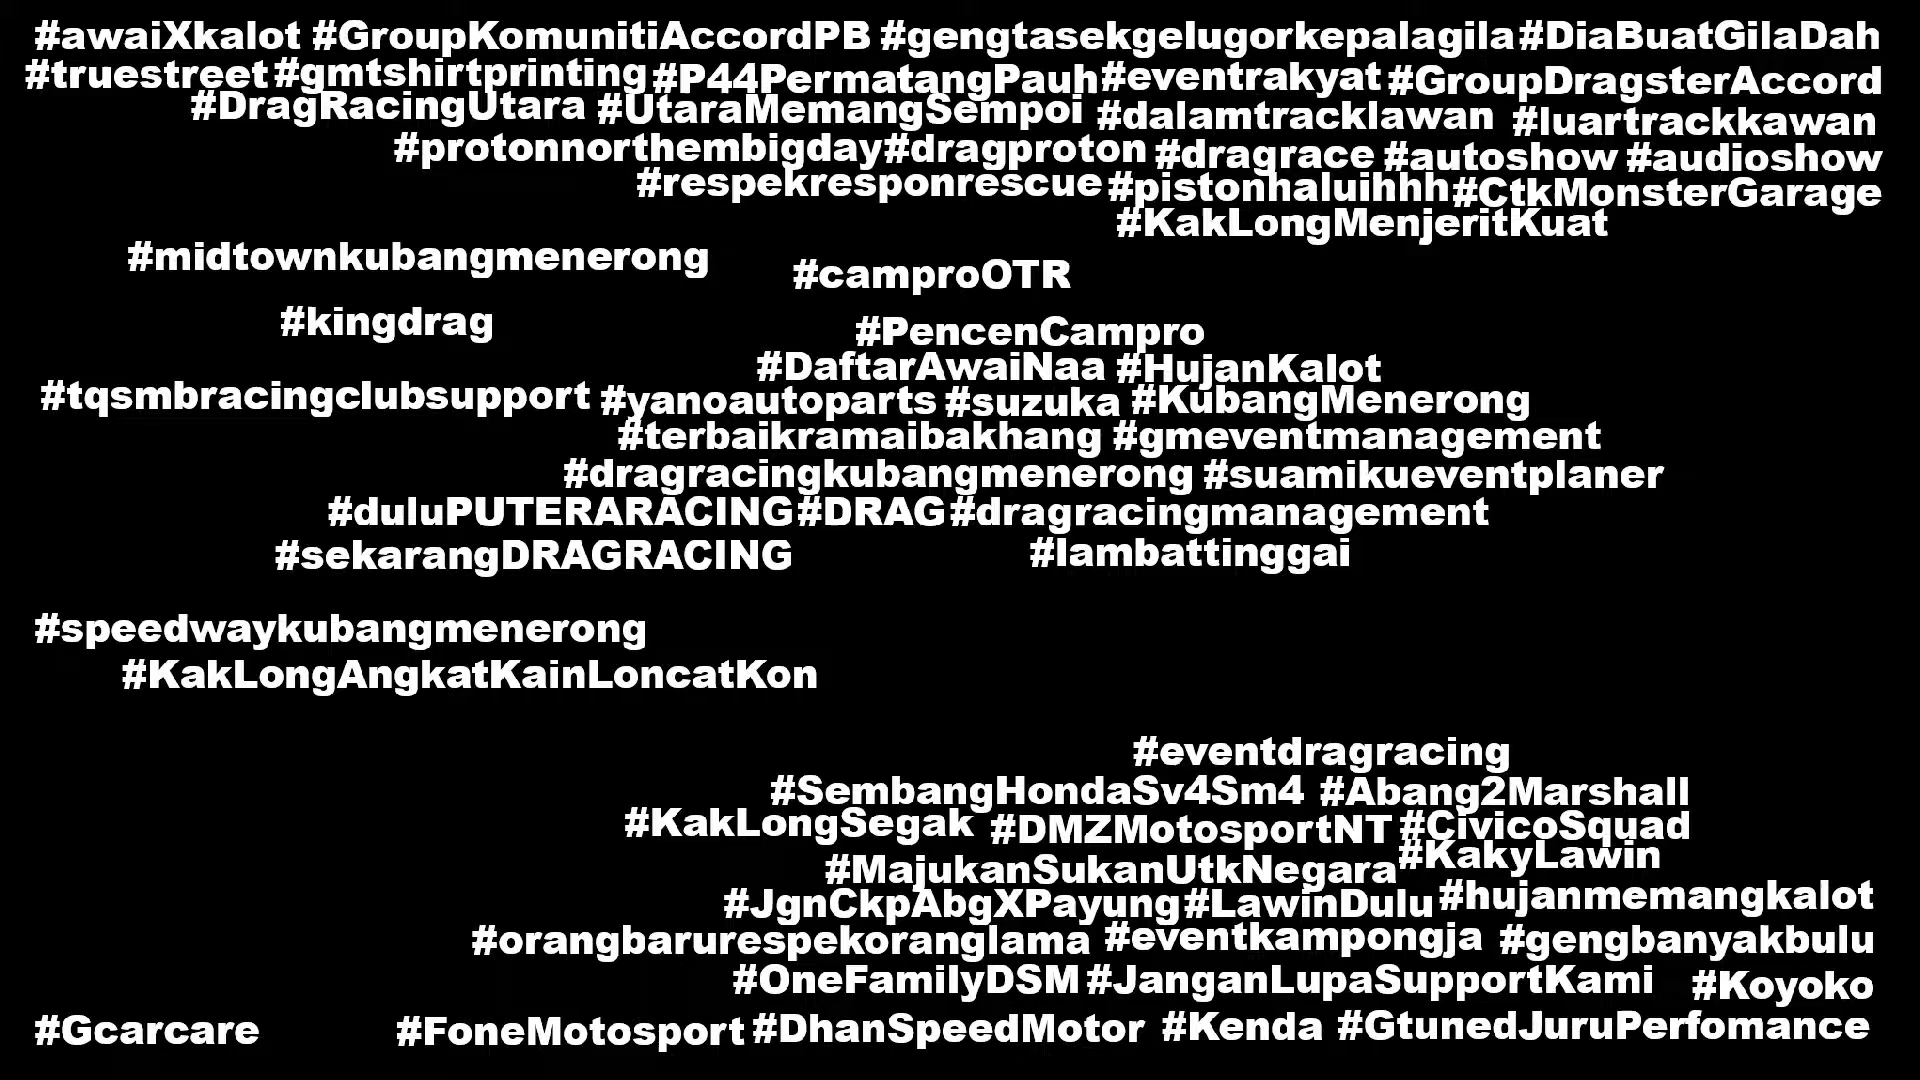 #awaiXkalot #GroupKomunitiAccordPB #gengtasekgelugorkepalagila #DiaBuatGilaDah
#truestreet #gmtshirtprinting #P44PermatangPauh #eventrakyat #GroupDragsterAccord
#DragRacingUtara #UtaraMemangSempoi #dalamtracklawan #luartrackkawan
#protonnorthembigday #dragproton #dragrace #autoshow #audioshow
#respekresponrescue #pistonhaluihhh #CtkMonsterGarage
#KakLongMenjeritKuat
#midtownkubangmenerong #camproOTR
#kingdrag #PencenCampro
#DaftarAwaiNaa #HujanKalot
#tqsmbracingclubsupport #yanoautoparts #suzuka #KubangMenerong
#terbaikramaibakhang #gmeventmanagement
#dragracingkubangmenerong #suamikueventplaner
#duluPUTERARACING #DRAG #dragracingmanagement
#sekarangDRAGRACING #lambattinggai
#speedwaykubangmenerong
#KakLongAngkatKainLoncatKon
#eventdragracing
#SembangHondaSv4Sm4 #Abang2Marshall
#KakLongSegak #DMZMotosportNT #CivicoSquad
#MajukanSukanUtkNegara #KakyLawin
#JgnCkpAbgXPayung #LawinDulu #hujanmemangkalot
#orangbarurespekoranglama #eventkampongja #gengbanyakbulu
#OneFamilyDSM #JanganLupaSupportKami #Koyoko
#Gcarcare #FoneMotosport #DhanSpeedMotor #Kenda #GtunedJuruPerfomance